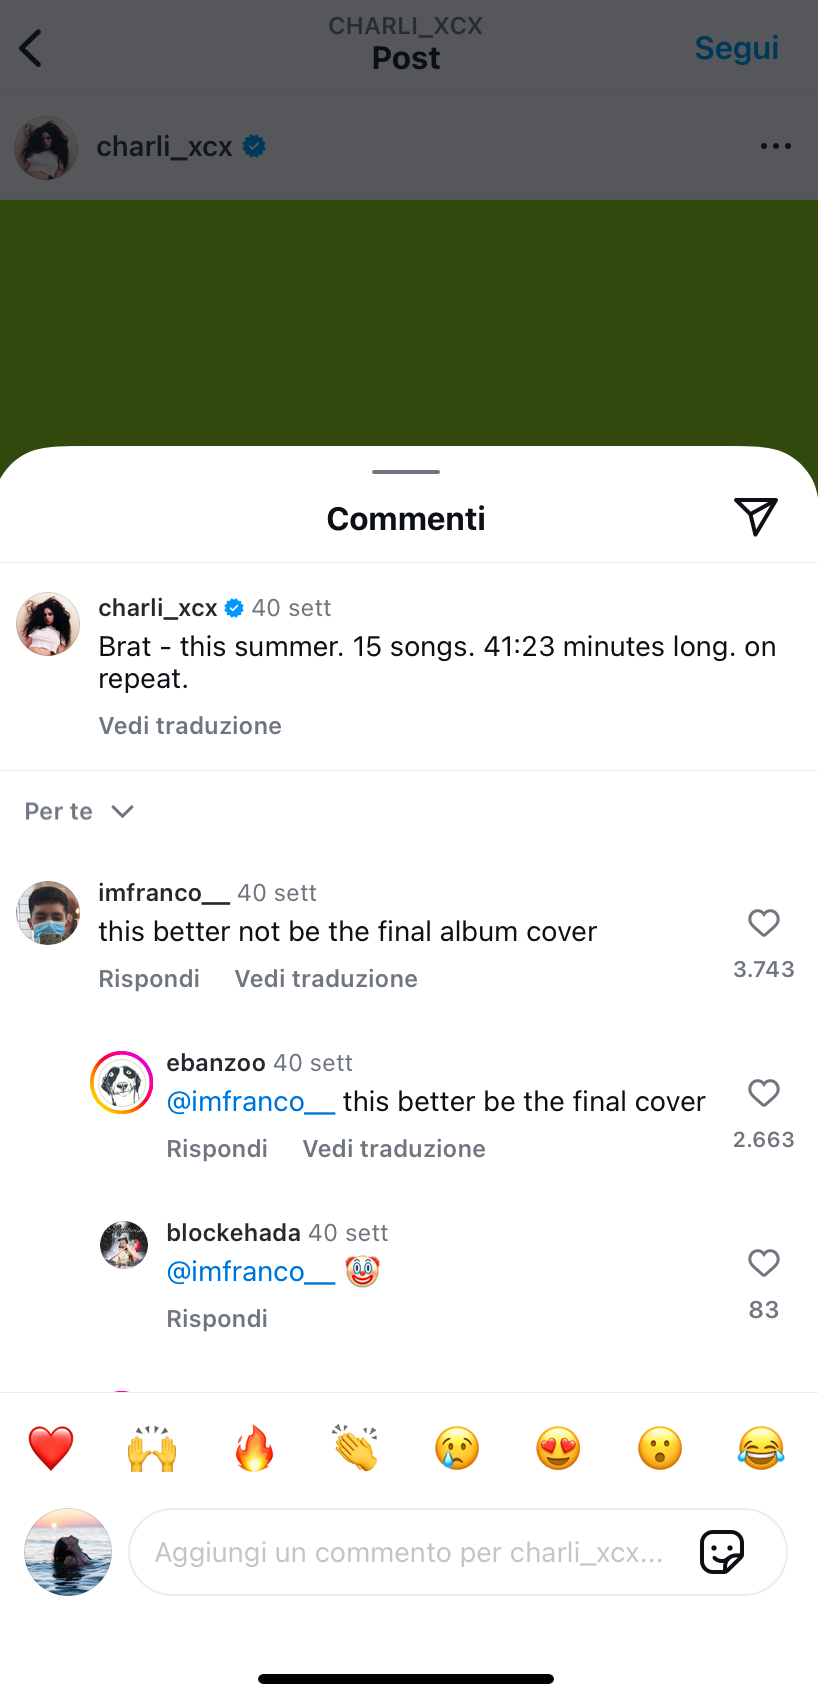 CHARLI_XCX
Post
Segui
charli_xcx
Commenti
charli_xcx 40 sett
Brat - this summer. 15 songs. 41:23 minutes long. on
repeat.
Vedi traduzione
Per te
imfranco__ 40 sett
this better not be the final album cover
Rispondi Vedi traduzione
3.743
ebanzoo 40 sett
@imfranco__ this better be the final cover
Rispondi Vedi traduzione
2.663
blockehada 40 sett
@imfranco__ 🤡
Rispondi
83
Aggiungi un commento per charli_xcx...